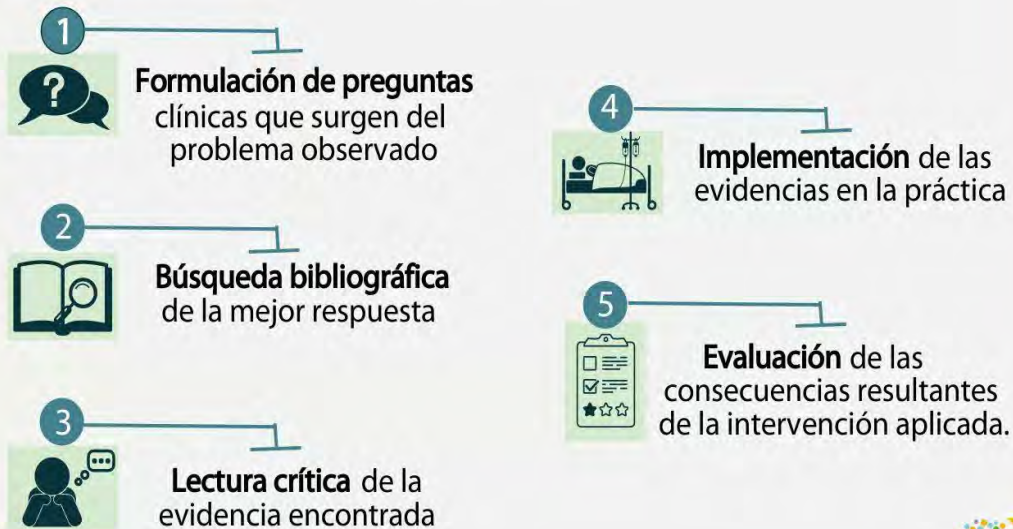 1
Formulación de preguntas
clínicas que surgen del
problema observado
2
Búsqueda bibliográfica
de la mejor respuesta
3
Lectura crítica de la
evidencia encontrada
4
Implementación de las
evidencias en la práctica
5
Evaluación de las
consecuencias resultantes
de la intervención aplicada.